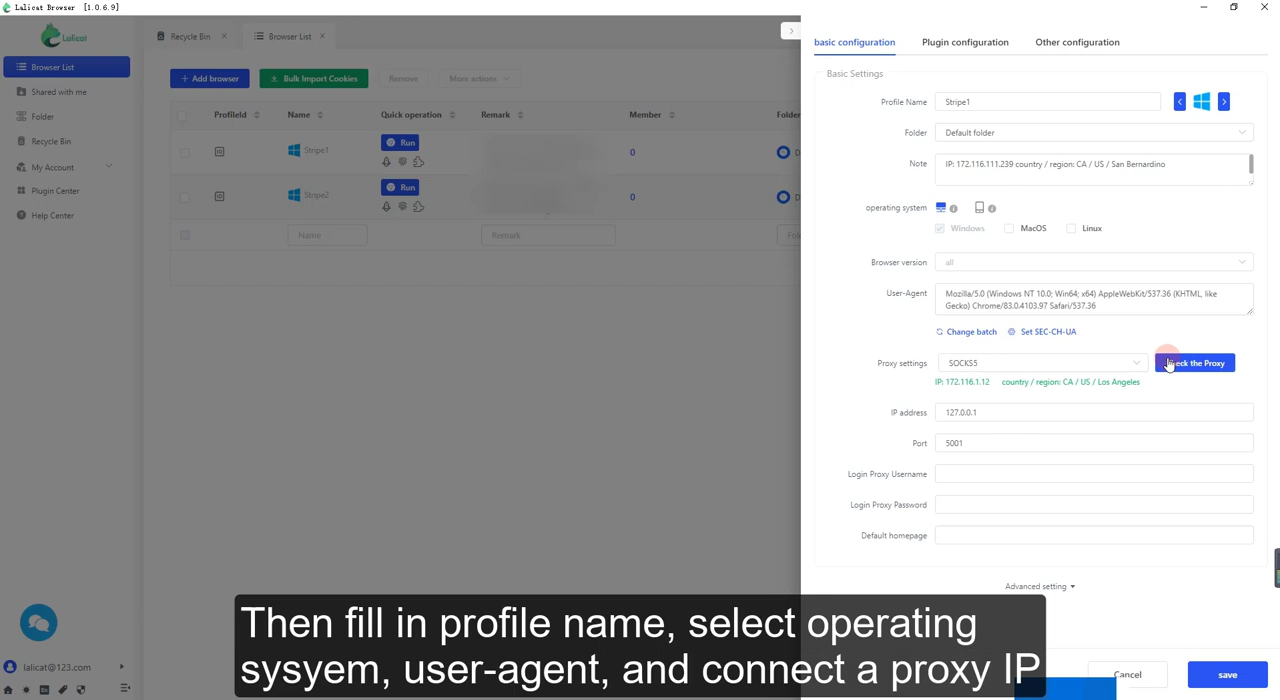 Lalicat Browser [1.0.6.9]
Lalicat
Recycle Bin
Browser List
Browser List
Shared with me
Folder
Recycle Bin
My Account
Plugin Center
Help Center
+ Add browser
Bulk Import Cookies
Remove
More actions
ProfileId Name Quick operation Remark Member Folder
Stripe1 Run 0 D
Stripe2 Run 0 D
Name Remark Fol
basic configuration Plugin configuration Other configuration
Basic Settings
Profile Name Stripe1
Folder Default folder
Note IP: 172.116.111.239 country / region: CA / US / San Bernardino
operating system
Windows MacOS Linux
Browser version all
User-Agent Mozilla/5.0 (Windows NT 10.0; Win64; x64) AppleWebKit/537.36 (KHTML, like
Gecko) Chrome/83.0.4103.97 Safari/537.36
Change batch Set SEC-CH-UA
Proxy settings SOCKS5 eck the Proxy
IP: 172.116.1.12 country / region: CA / US / Los Angeles
IP address 127.0.0.1
Port 5001
Login Proxy Username
Login Proxy Password
Default homepage
Advanced setting
Then fill in profile name, select operating
sysyem, user-agent, and connect a proxy IP
lalicat@123.com
Cancel save